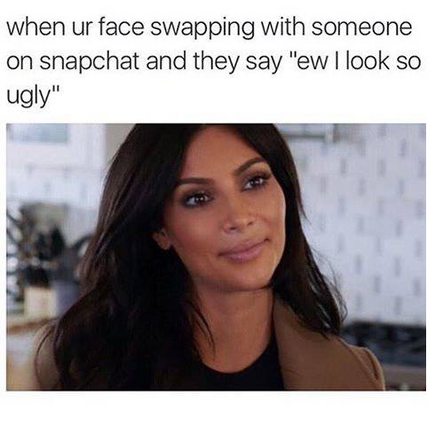 when ur face swapping with someone
on snapchat and they say "ew I look so
ugly"